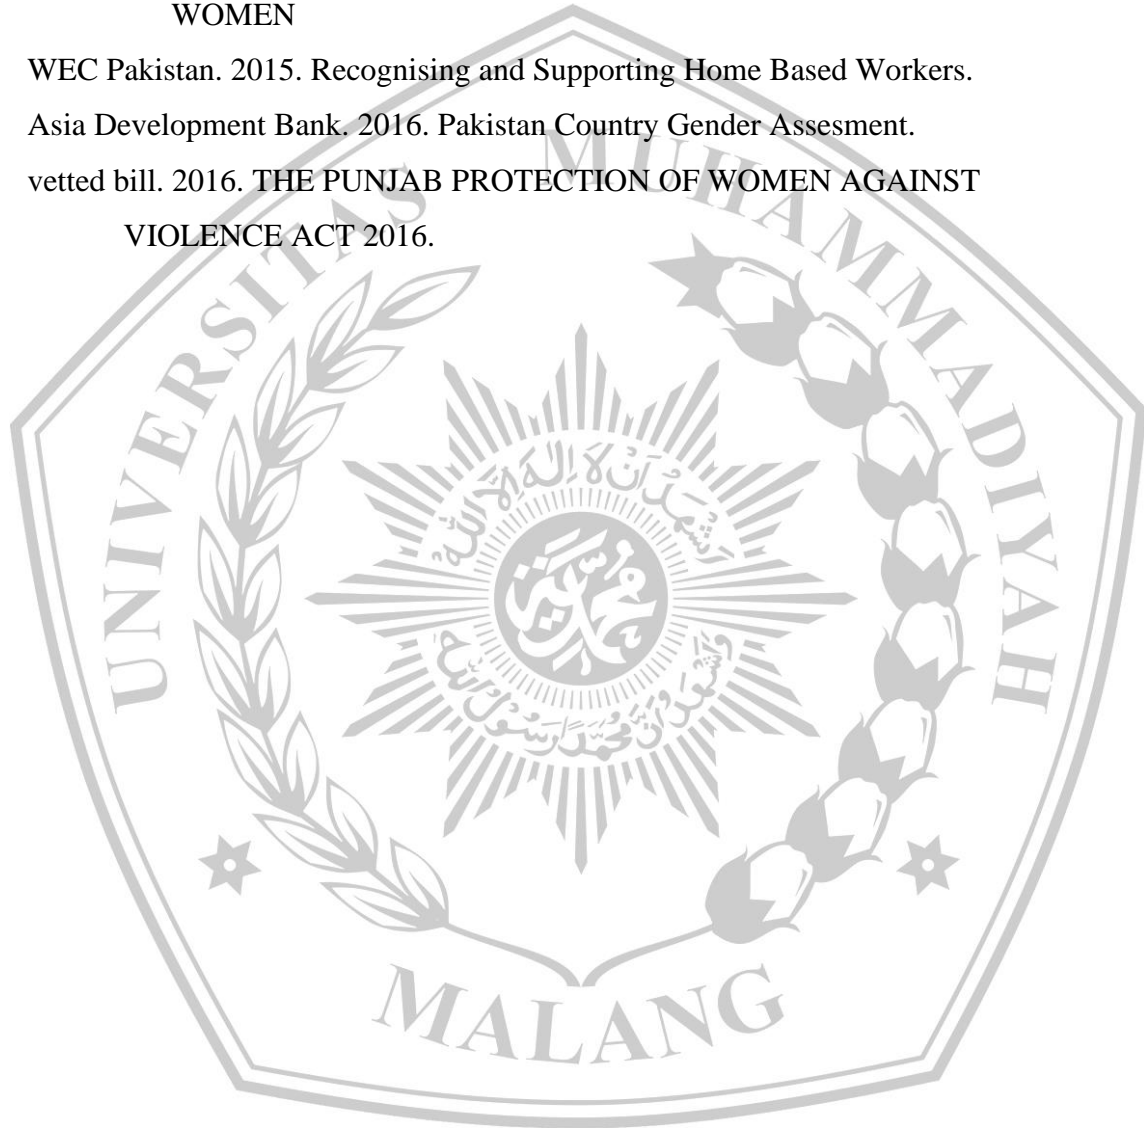 WOMEN
WEC Pakistan. 2015. Recognising and Supporting Home Based Workers.
Asia Development Bank. 2016. Pakistan Country Gender Assesment.
vetted bill. 2016. THE PUNJAB PROTECTION OF WOMEN AGAINST
VIOLENCE ACT 2016.
UNIVERSITAS MUHAMMADIYAH
MALANG